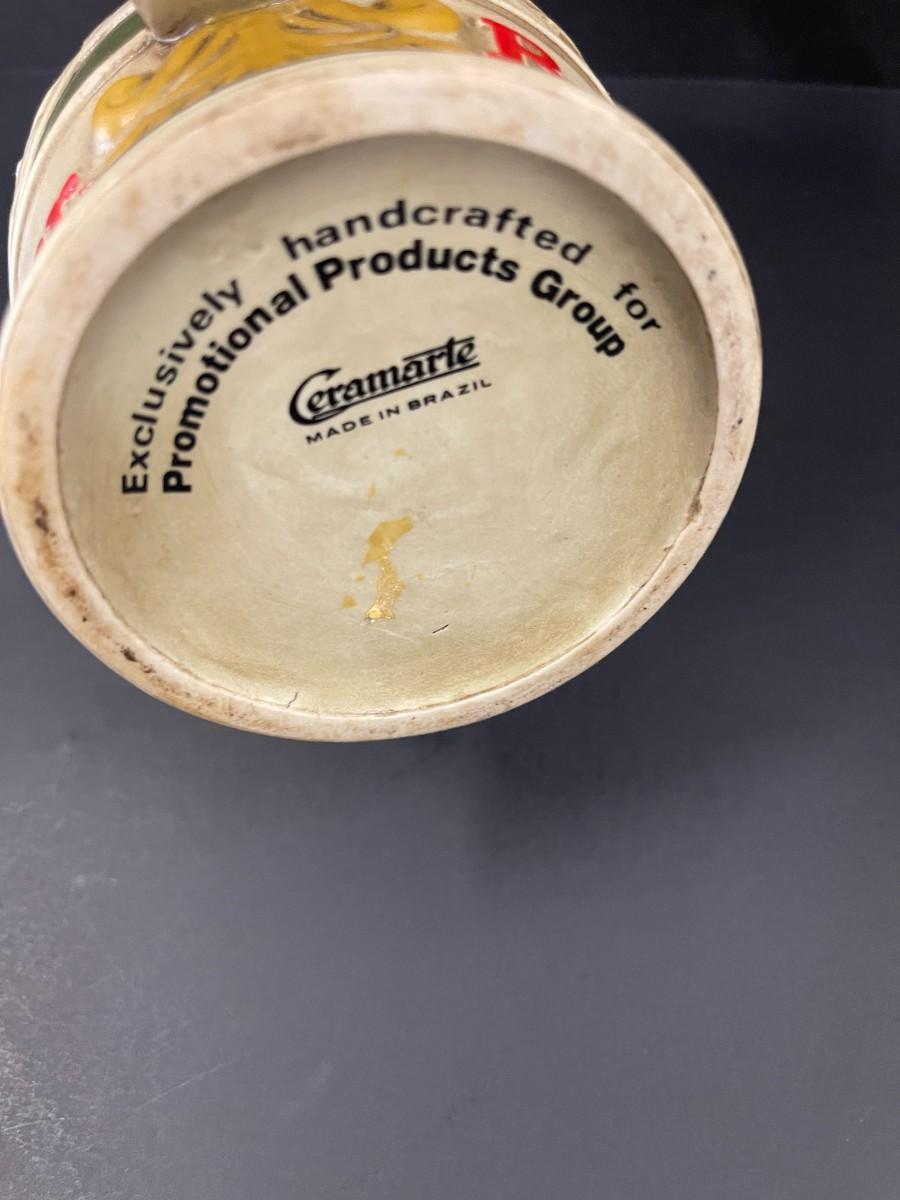 Exclusively handcrafted for
Promotional Products Group
Ceramarte
MADE IN BRAZIL